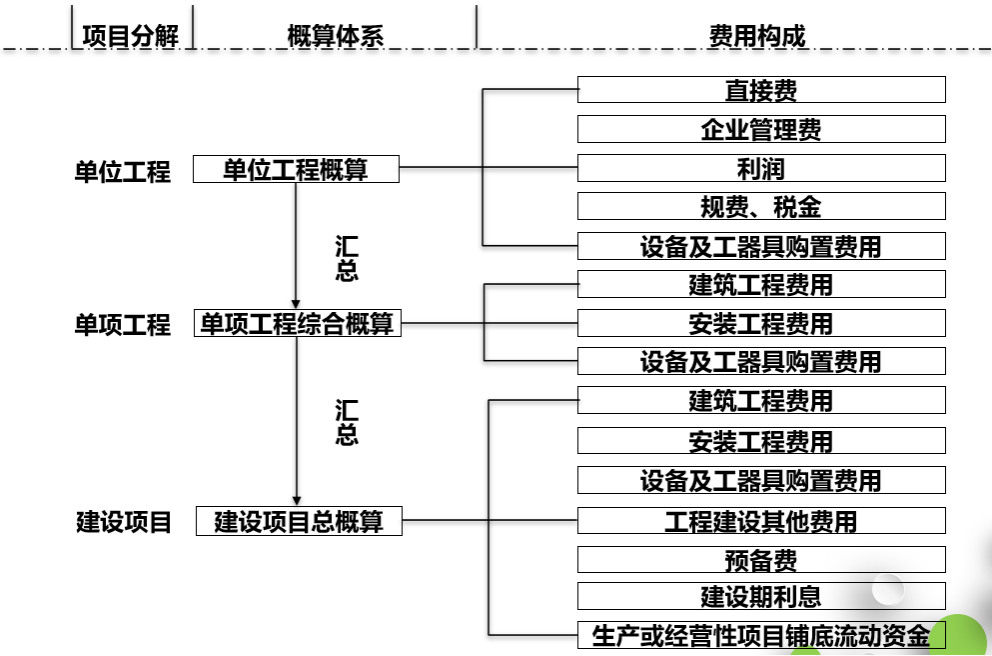 项目分解 概算体系 费用构成
直接费
企业管理费
单位工程 单位工程概算 利润
规费、税金
汇总
设备及工器具购置费用
建筑工程费用
单项工程 单项工程综合概算 安装工程费用
设备及工器具购置费用
建筑工程费用
汇总
安装工程费用
设备及工器具购置费用
建设项目 建设项目总概算 工程建设其他费用
预备费
建设期利息
生产或经营性项目铺底流动资金